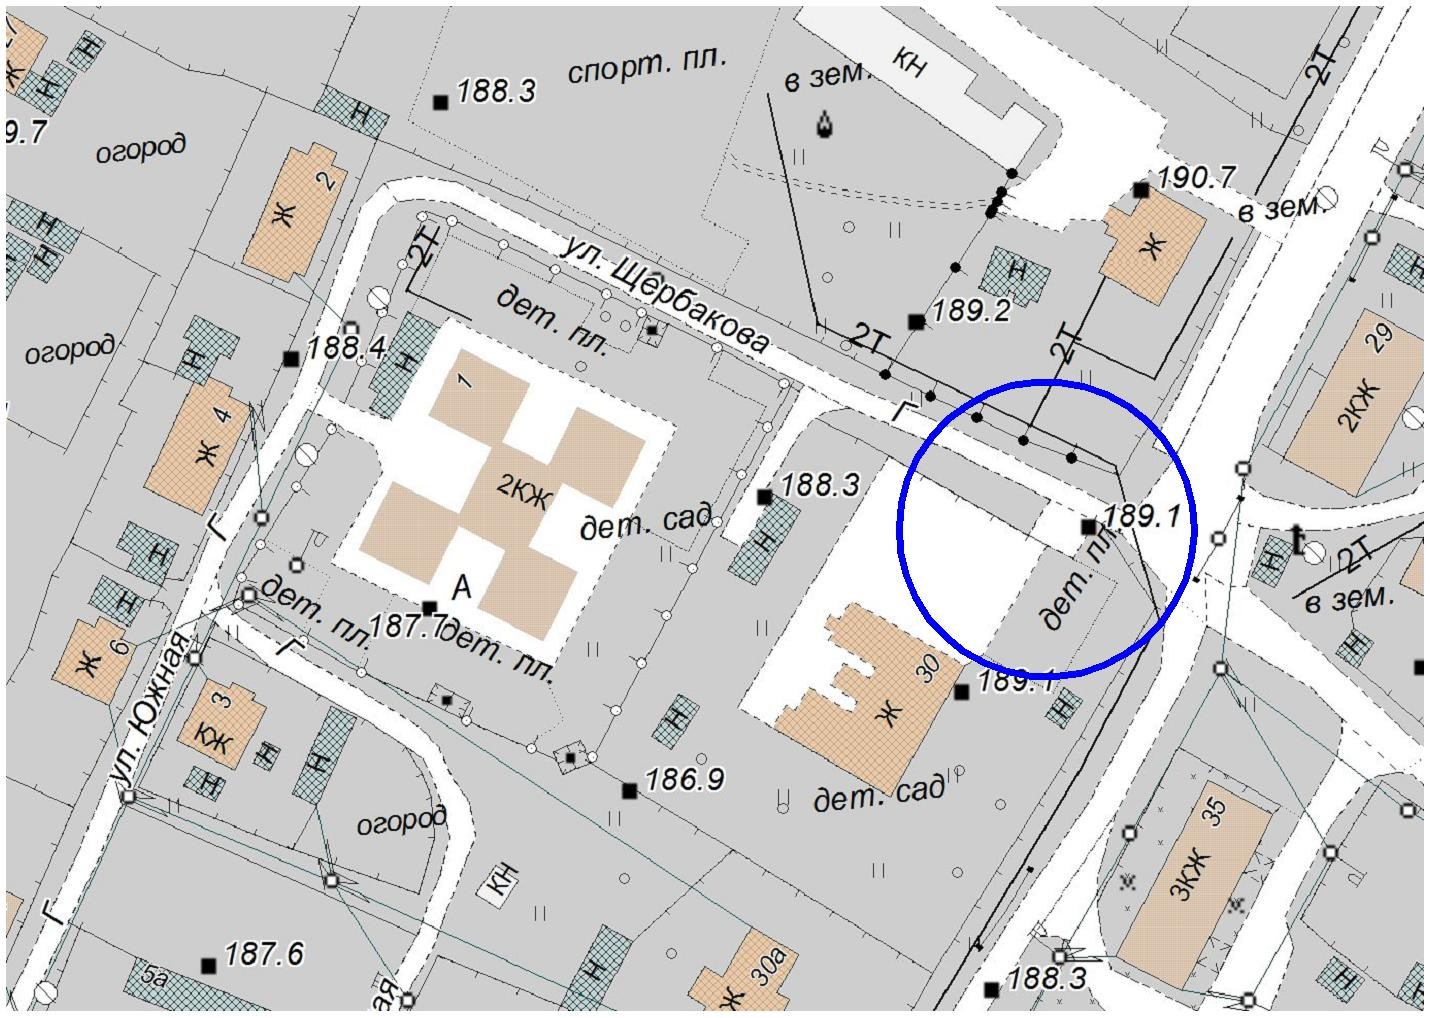 Ж
Н
Н
Н
9.7
огород
Н
188.3
спорт. пл.
в зем.
КН
2Т
190.7
в зем.
Н
Н
Н
2
Ж
2Т
ул. Щербакова
дет. пл.
Н
Ж
189.2
2Т
2Т
Н
29
2КЖ
огород
Н
188.4
Н
1
4
Ж
Г
2КЖ
дет. сад
188.3
Н
189.1
дет. пл.
Г
Н
Н
А
187.7
дет. пл.
дет. пл.
Г
Н
2Т
в зем.
Н
6
Ж
ул. Южная
3
КЖ
Н
Н
Н
Н
30
Ж
189.1
Н
186.9
дет. сад
огород
35
3КЖ
КН
Г
187.6
5а
Н
30а
Ж
188.3
Н
Н
ая